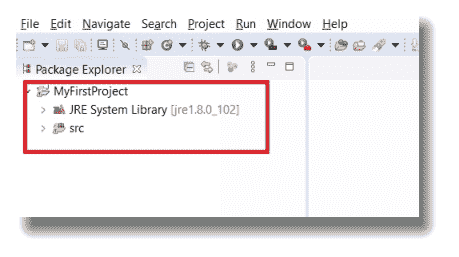 File Edit Navigate Search Project Run Window Help
Package Explorer
MyFirstProject
JRE System Library [jre1.8.0_102]
src